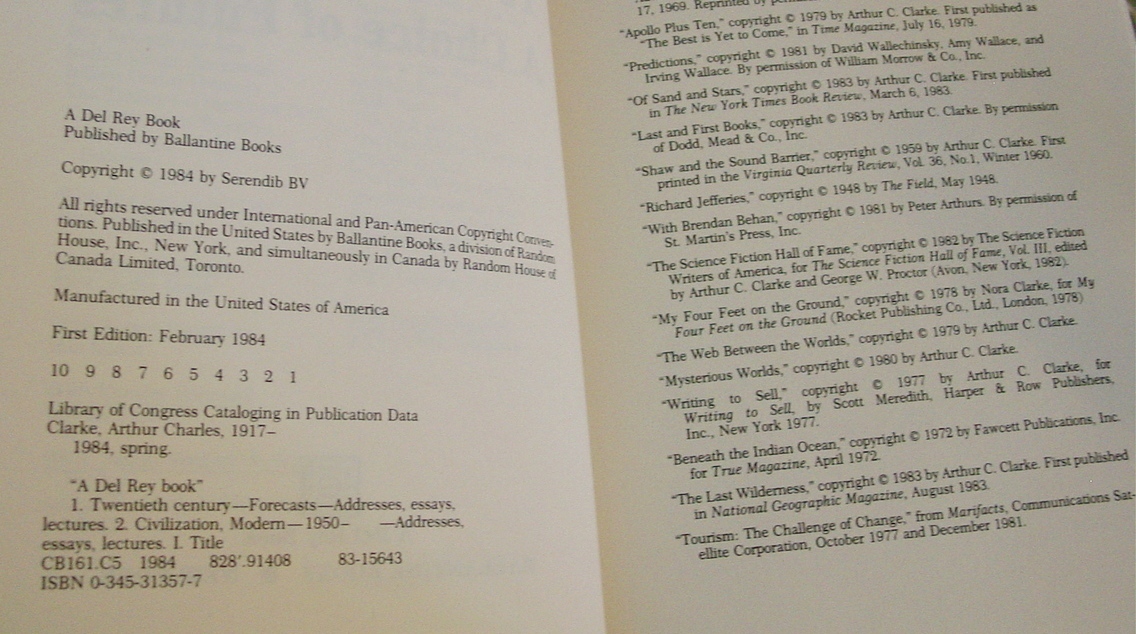 A Del Rey Book
Published by Ballantine Books
Copyright © 1984 by Serendib BV
All rights reserved under International and Pan-American Copyright Conven-
tions. Published in the United States by Ballantine Books, a division of Random
House, Inc., New York, and simultaneously in Canada by Random House of
Canada Limited, Toronto.
Manufactured in the United States of America
First Edition: February 1984
10 9 8 7 6 5 4 3 2 1
Library of Congress Cataloging in Publication Data
Clarke, Arthur Charles, 1917–
1984, spring.
“A Del Rey book”
1. Twentieth century—Forecasts—Addresses, essays,
lectures. 2. Civilization, Modern—1950– —Addresses,
essays, lectures. I. Title
CB161.C5 1984 828'.91408 83-15643
ISBN 0-345-31357-7
17, 1969. Reprinted by
“Apollo Plus Ten,” copyright © 1979 by Arthur C. Clarke. First published as
“The Best is Yet to Come,” in Time Magazine, July 16, 1979.
“Predictions,” copyright © 1981 by David Wallechinsky, Amy Wallace, and
Irving Wallace. By permission of William Morrow & Co., Inc.
“Of Sand and Stars,” copyright © 1983 by Arthur C. Clarke. First published
in The New York Times Book Review, March 6, 1983.
“Last and First Books,” copyright © 1983 by Arthur C. Clarke. By permission
of Dodd, Mead & Co., Inc.
“Shaw and the Sound Barrier,” copyright © 1959 by Arthur C. Clarke. First
printed in the Virginia Quarterly Review, Vol. 36, No.1, Winter 1960.
“Richard Jefferies,” copyright © 1948 by The Field, May 1948.
“With Brendan Behan,” copyright © 1981 by Peter Arthurs. By permission of
St. Martin's Press, Inc.
“The Science Fiction Hall of Fame,” copyright © 1982 by The Science Fiction
Writers of America, for The Science Fiction Hall of Fame, Vol. III, edited
by Arthur C. Clarke and George W. Proctor (Avon, New York, 1982).
“My Four Feet on the Ground,” copyright © 1978 by Nora Clarke, for My
Four Feet on the Ground (Rocket Publishing Co., Ltd., London, 1978)
“The Web Between the Worlds,” copyright © 1979 by Arthur C. Clarke.
“Mysterious Worlds,” copyright © 1980 by Arthur C. Clarke.
“Writing to Sell,” copyright © 1977 by Arthur C. Clarke, for
Writing to Sell, by Scott Meredith, Harper & Row Publishers,
Inc., New York 1977.
“Beneath the Indian Ocean,” copyright © 1972 by Fawcett Publications, Inc.
for True Magazine, April 1972.
“The Last Wilderness,” copyright © 1983 by Arthur C. Clarke. First published
in National Geographic Magazine, August 1983.
“Tourism: The Challenge of Change,” from Marifacts, Communications Sat-
ellite Corporation, October 1977 and December 1981.